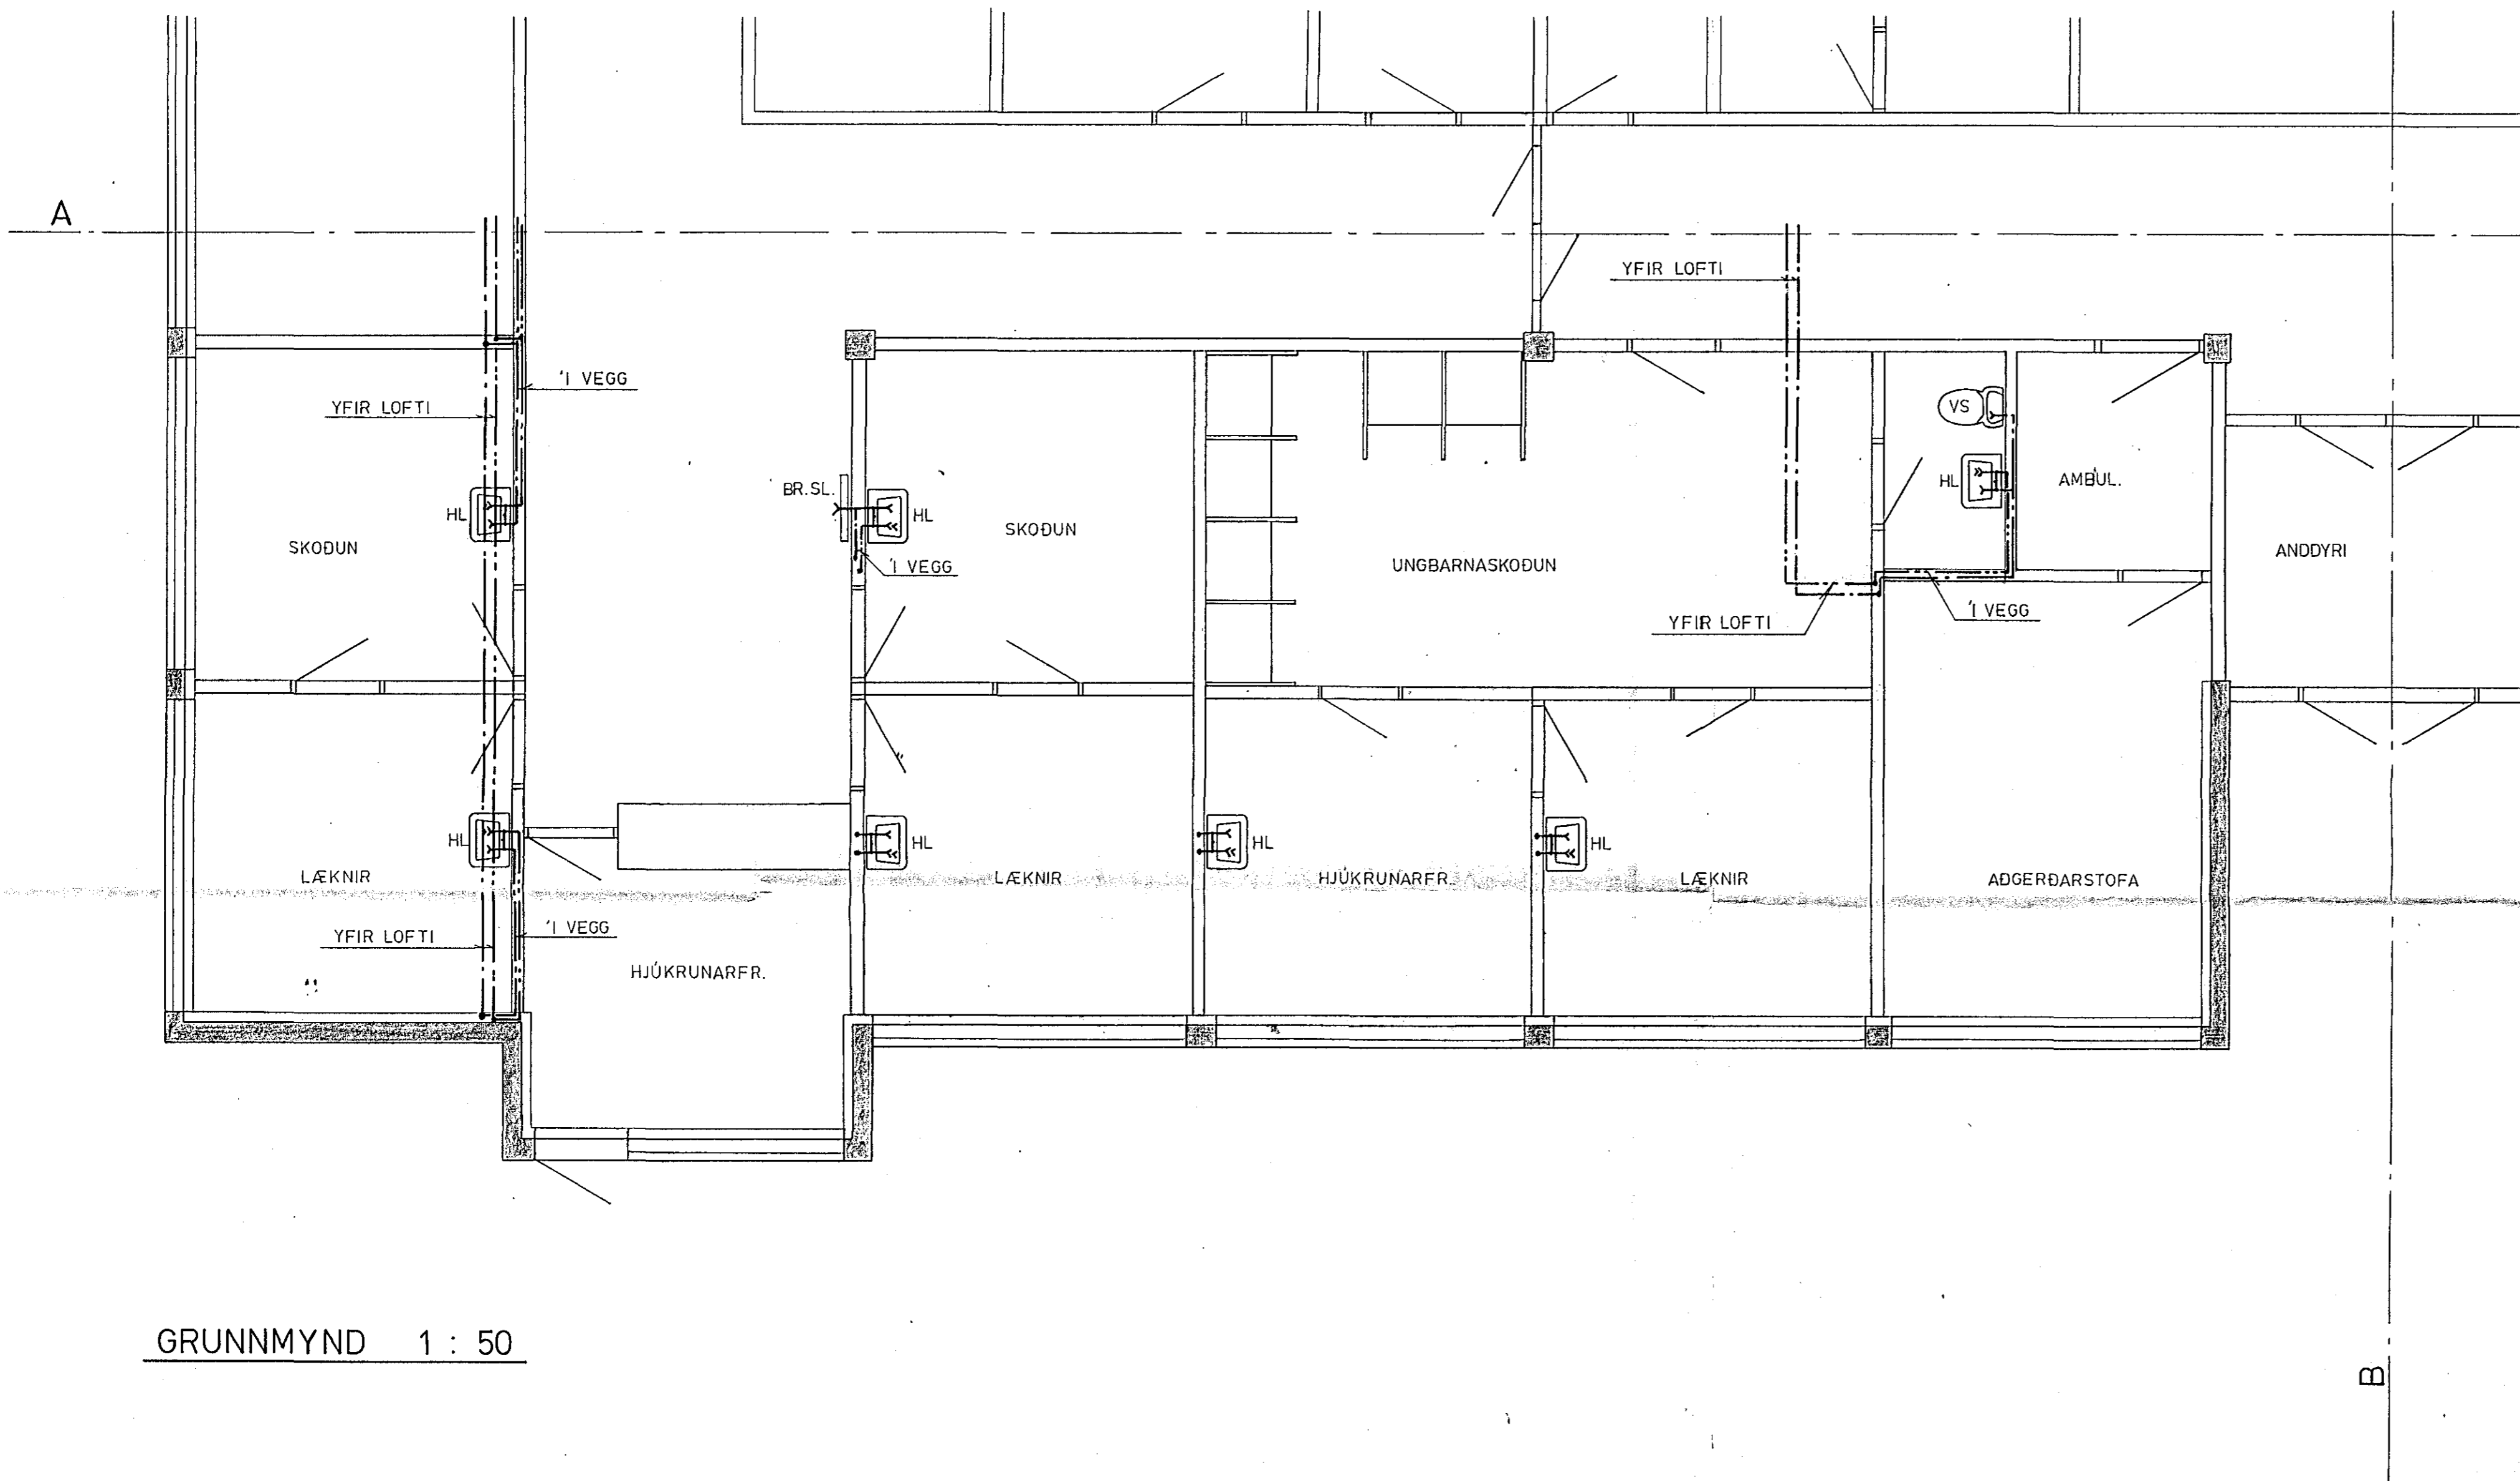 A
YFIR LOFTI
Í VEGG
YFIR LOFTI
VS
BR.SL.
HL
HL
HL
AMBUL.
SKOÐUN
SKOÐUN
ANDDYRI
UNGBARNASKOÐUN
Í VEGG
Í VEGG
YFIR LOFTI
HL
HL
HL
HL
LÆKNIR
LÆKNIR
HJÚKRUNARFR.
LÆKNIR
AÐGERÐARSTOFA
YFIR LOFTI
Í VEGG
HJÚKRUNARFR.
GRUNNMYND 1 : 50
B